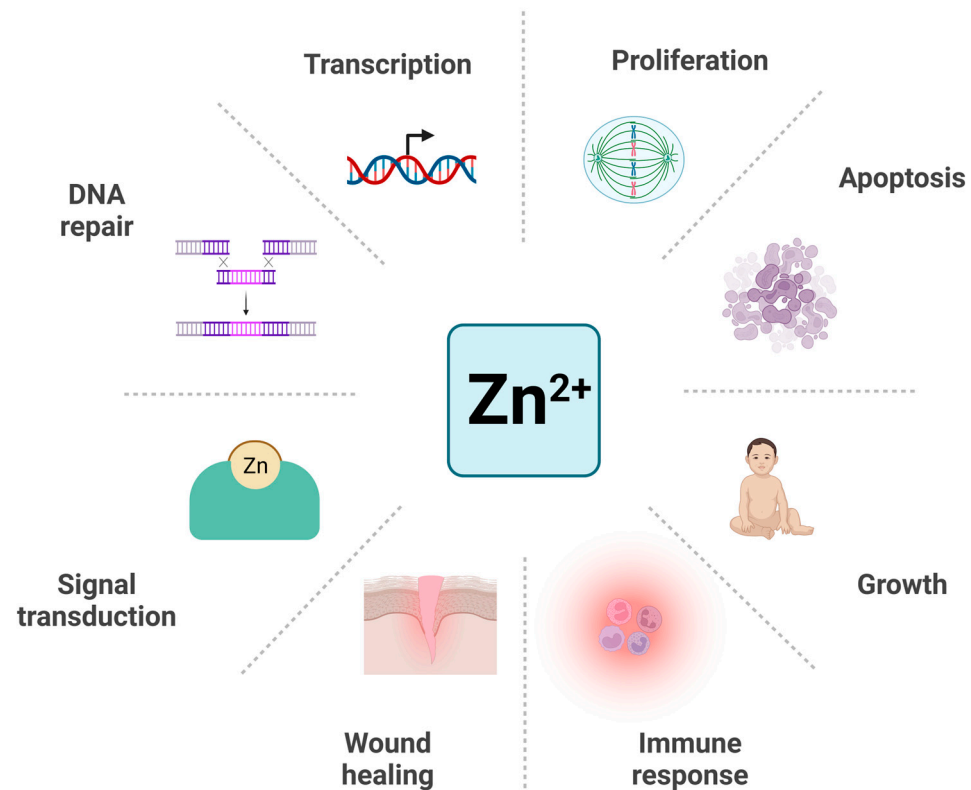 Transcription
Proliferation
Apoptosis
DNA
repair
Zn²⁺
Zn
Signal
transduction
Growth
Wound
healing
Immune
response